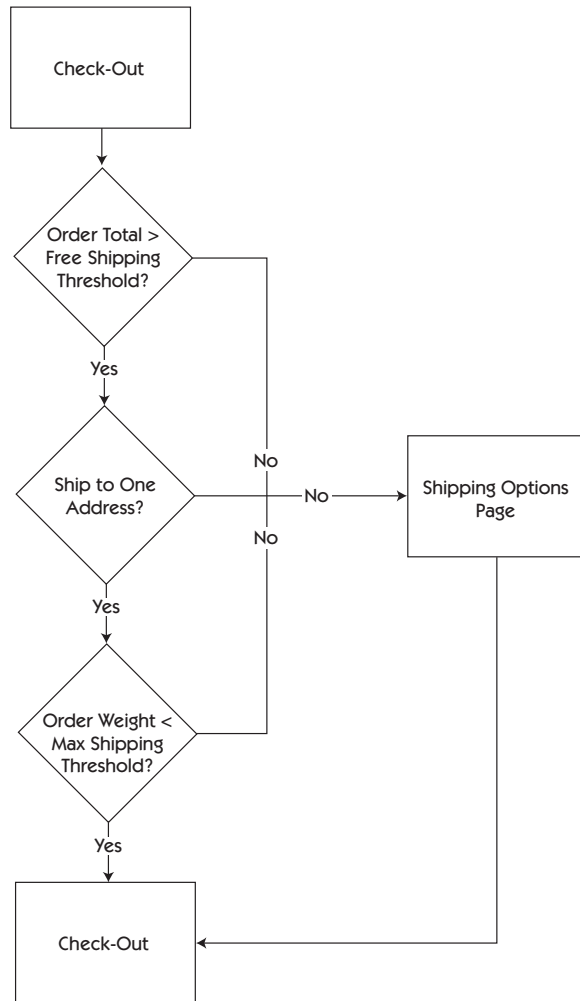 Check-Out
Order Total >
Free Shipping
Threshold?
Yes
No
Ship to One
Address?
No
Shipping Options
Page
No
Yes
Order Weight <
Max Shipping
Threshold?
Yes
Check-Out